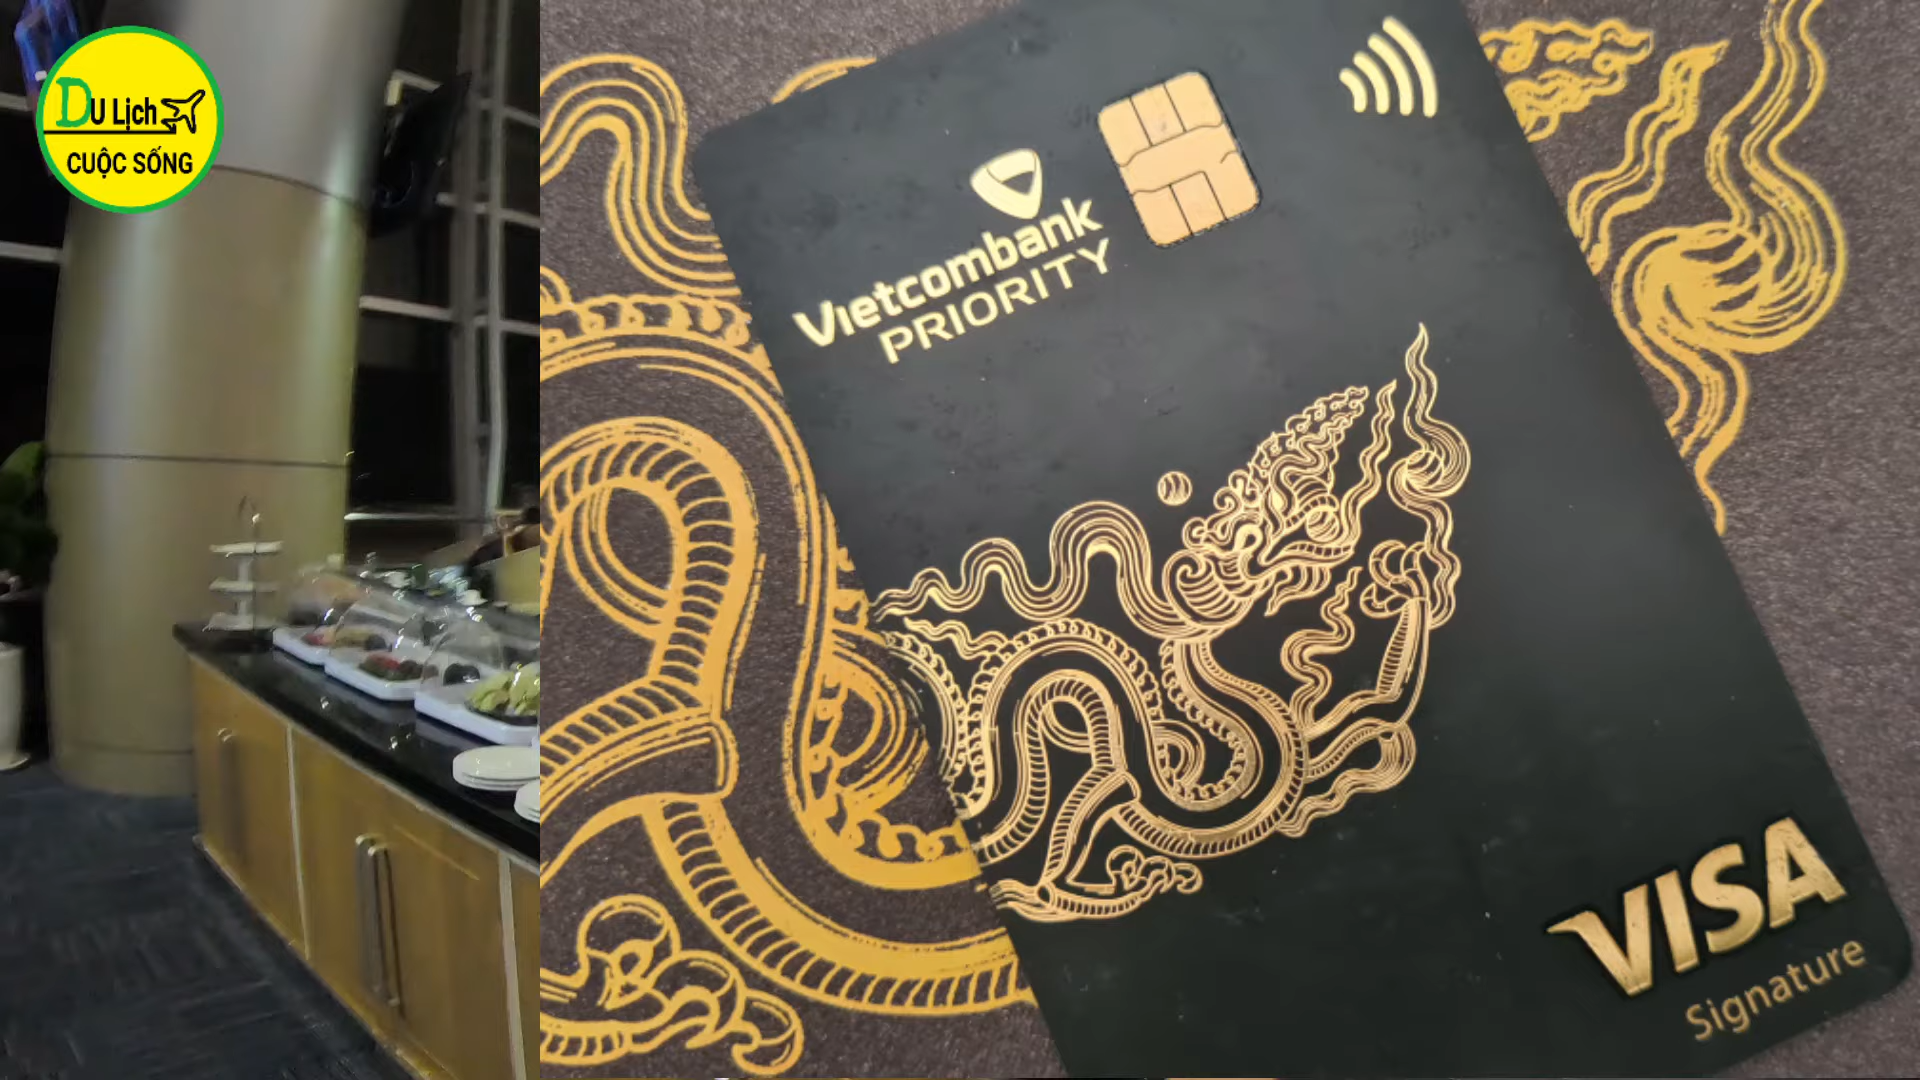 Du Lịch
CUỘC SỐNG
Vietcombank
PRIORITY
VISA
Signature